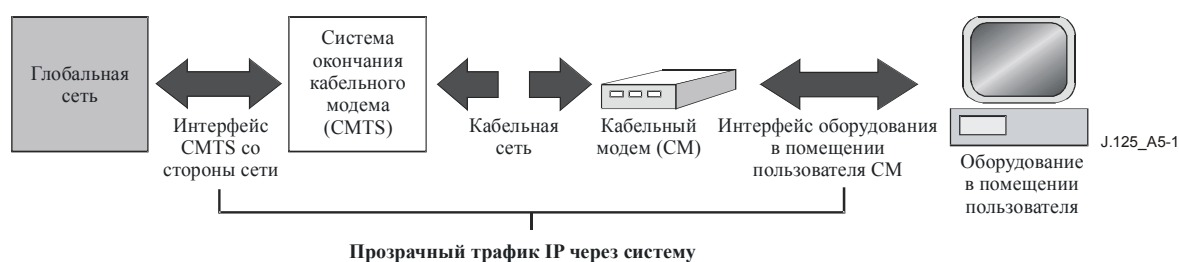 Глобальная
сеть
Интерфейс
CMTS со
стороны сети
Система
окончания
кабельного
модема
(CMTS)
Кабельная
сеть
Кабельный
модем (CM)
Интерфейс оборудования
в помещении
пользователя CM
Оборудование
в помещении
пользователя
J.125_A5-1
Прозрачный трафик IP через систему